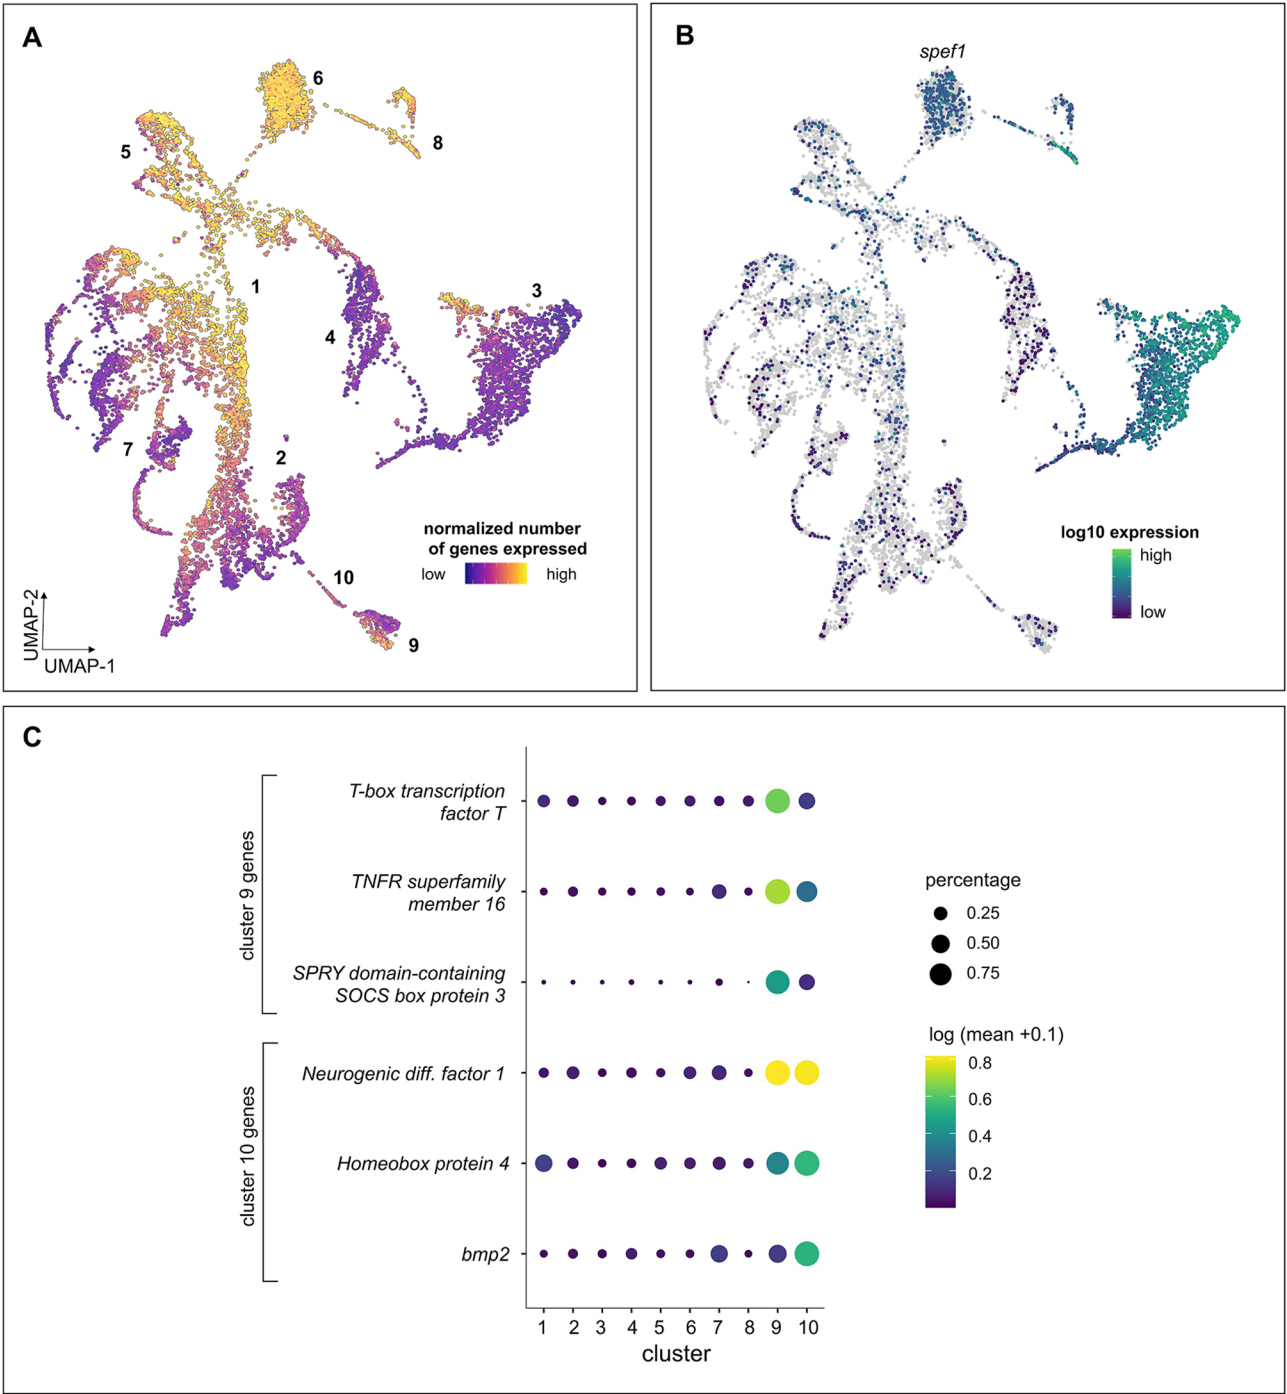 A
6
8
5
1
3
4
7
2
normalized number
of genes expressed
low
high
10
9
UMAP-2
UMAP-1
B
spef1
log10 expression
high
low
C
cluster 9 genes
T-box transcription
factor T
TNFR superfamily
member 16
SPRY domain-containing
SOCS box protein 3
cluster 10 genes
Neurogenic diff. factor 1
Homeobox protein 4
bmp2
1 2 3 4 5 6 7 8 9 10
cluster
percentage
0.25
0.50
0.75
log (mean +0.1)
0.8
0.6
0.4
0.2